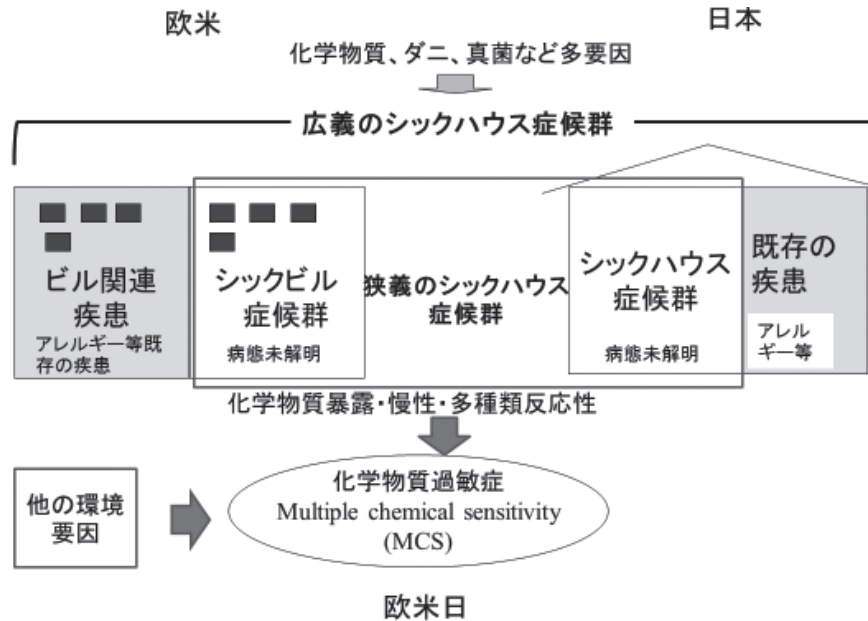 欧米
日本
化学物質、ダニ、真菌など多要因
広義のシックハウス症候群
ビル関連
疾患
アレルギー等既
存の疾患
シックビル
症候群
病態未解明
狭義のシックハウス
症候群
シックハウス
症候群
病態未解明
既存の
疾患
アレル
ギー等
化学物質暴露・慢性・多種類反応性
他の環境
要因
化学物質過敏症
Multiple chemical sensitivity
(MCS)
欧米日